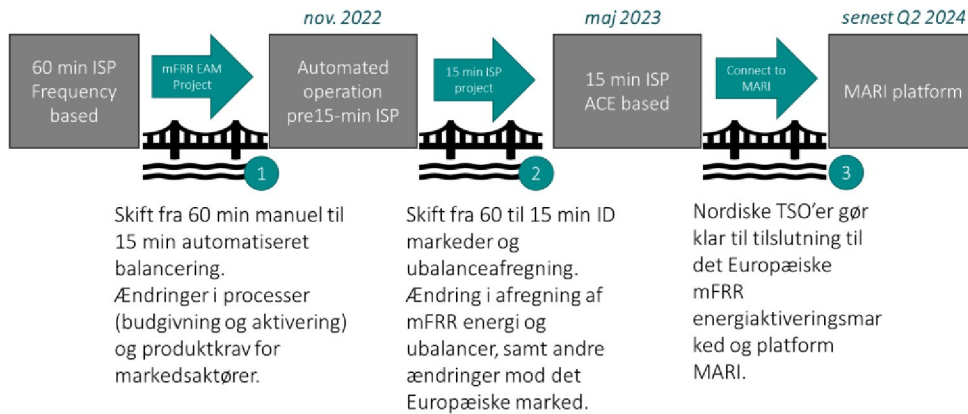 nov. 2022
maj 2023
senest Q2 2024
60 min ISP
Frequency
based
mFRR EAM
Project
Automated
operation
pre15-min ISP
15 min ISP
project
15 min ISP
ACE based
Connect to
MARI
MARI platform
1
2
3
Skift fra 60 min manuel til
15 min automatiseret
balancering.
Ændringer i processer
(budgivning og aktivering)
og produktkrav for
markedsaktører.
Skift fra 60 til 15 min ID
markeder og
ubalanceafregning.
Ændring i afregning af
mFRR energi og
ubalancer, samt andre
ændringer mod det
Europæiske marked.
Nordiske TSO’er gør
klar til tilslutning til
det Europæiske
mFRR
energiaktiveringsmar
ked og platform
MARI.